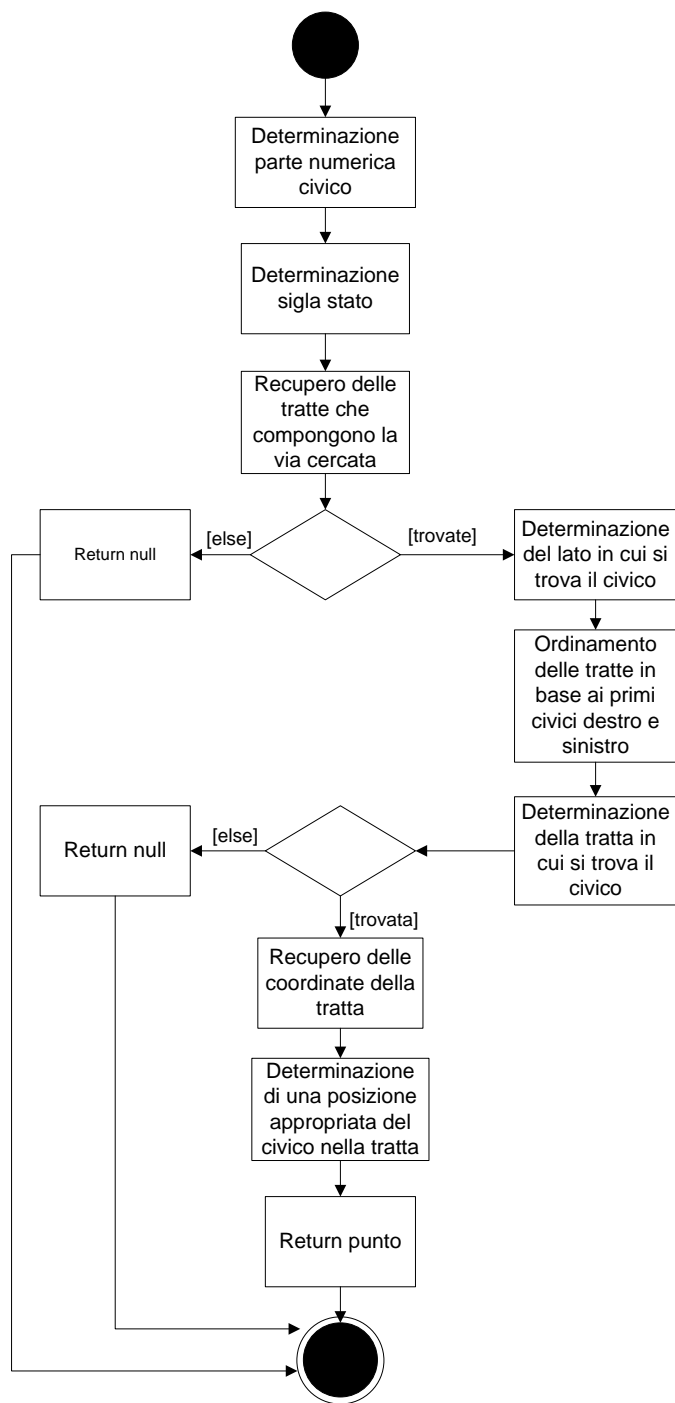 Determinazione
parte numerica
civico
Determinazione
sigla stato
Recupero delle
tratte che
compongono la
via cercata
[else]
[trovate]
Return null
Determinazione
del lato in cui si
trova il civico
Ordinamento
delle tratte in
base ai primi
civici destro e
sinistro
Determinazione
della tratta in
cui si trova il
civico
[else]
Return null
[trovata]
Recupero delle
coordinate della
tratta
Determinazione
di una posizione
appropriata del
civico nella tratta
Return punto